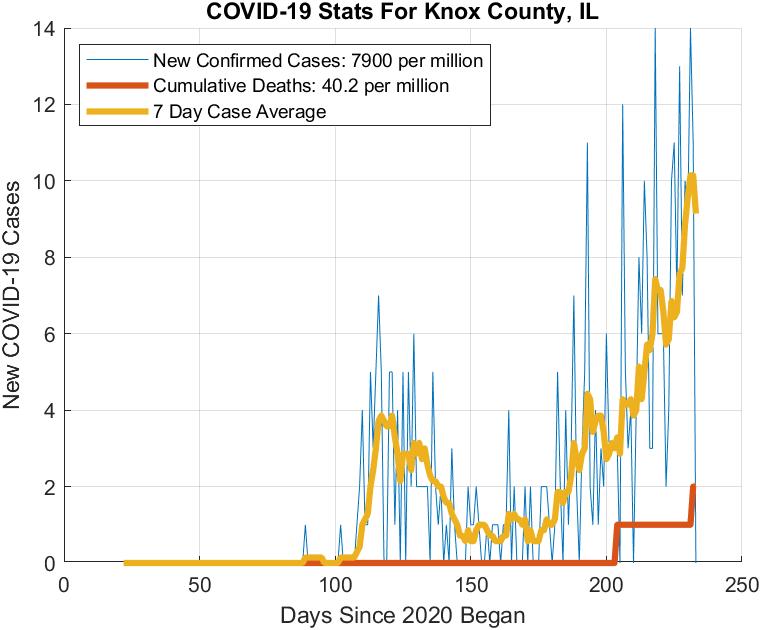 COVID-19 Stats For Knox County, IL
New Confirmed Cases: 7900 per million
Cumulative Deaths: 40.2 per million
7 Day Case Average
New COVID-19 Cases
14
12
10
8
6
4
2
0
0 50 100 150 200 250
Days Since 2020 Began